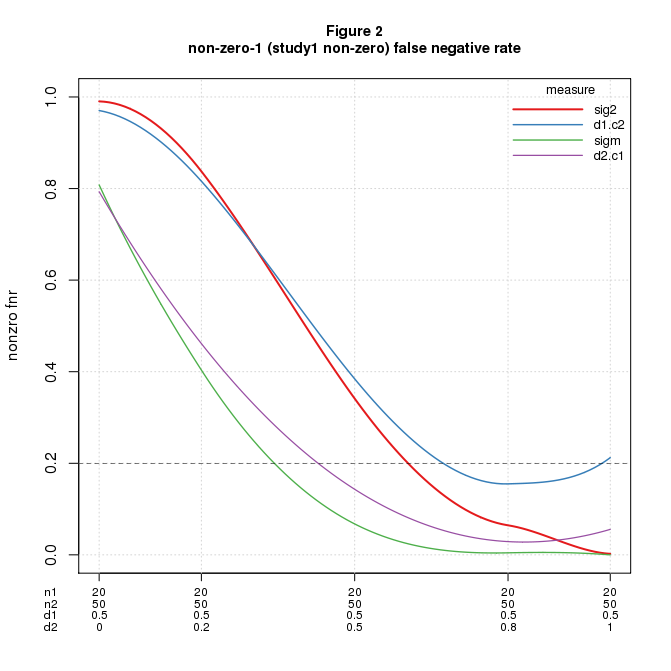 Figure 2
non-zero-1 (study1 non-zero) false negative rate
measure
sig2
d1.c2
sigm
d2.c1
nonzro fnr
1.0
0.8
0.6
0.4
0.2
0.0
n1 20 20 20 20 20
n2 50 50 50 50 50
d1 0.5 0.5 0.5 0.5 0.5
d2 0 0.2 0.5 0.8 1